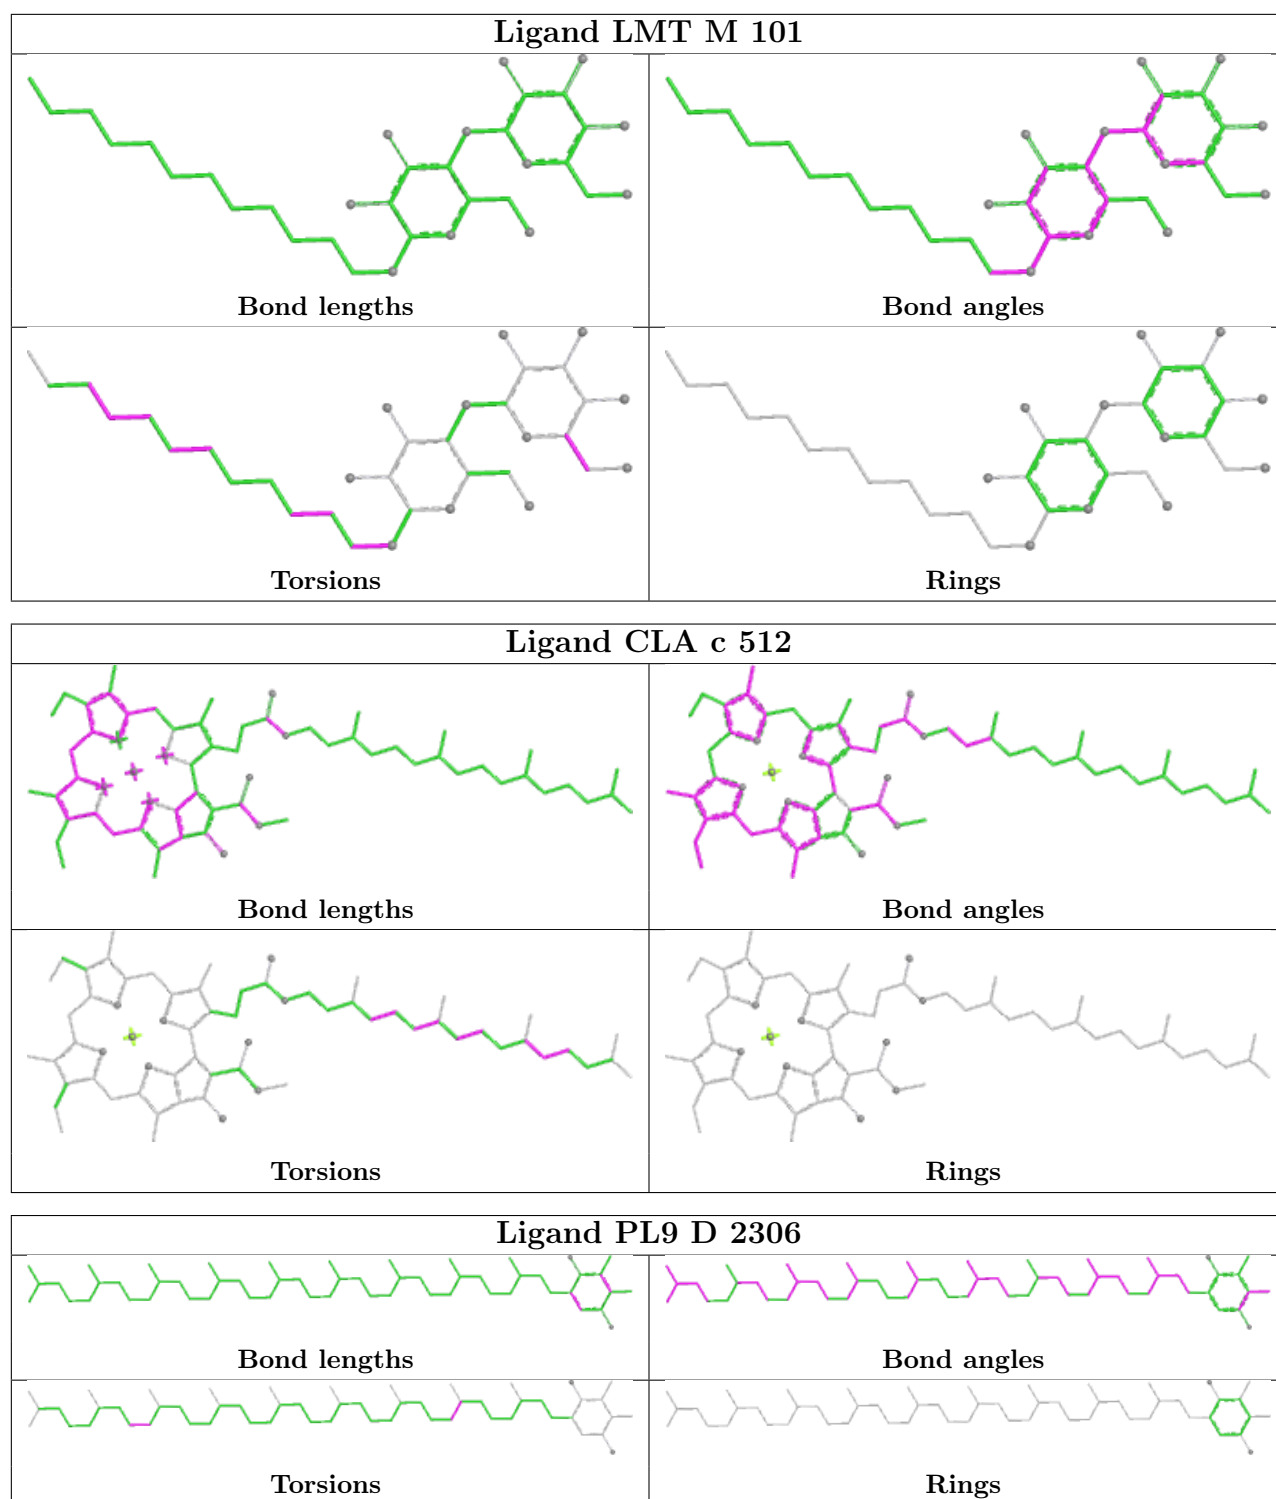 Ligand LMT M 101
Bond lengths
Bond angles
Torsions
Rings
Ligand CLA c 512
Bond lengths
Bond angles
Torsions
Rings
Ligand PL9 D 2306
Bond lengths
Bond angles
Torsions
Rings